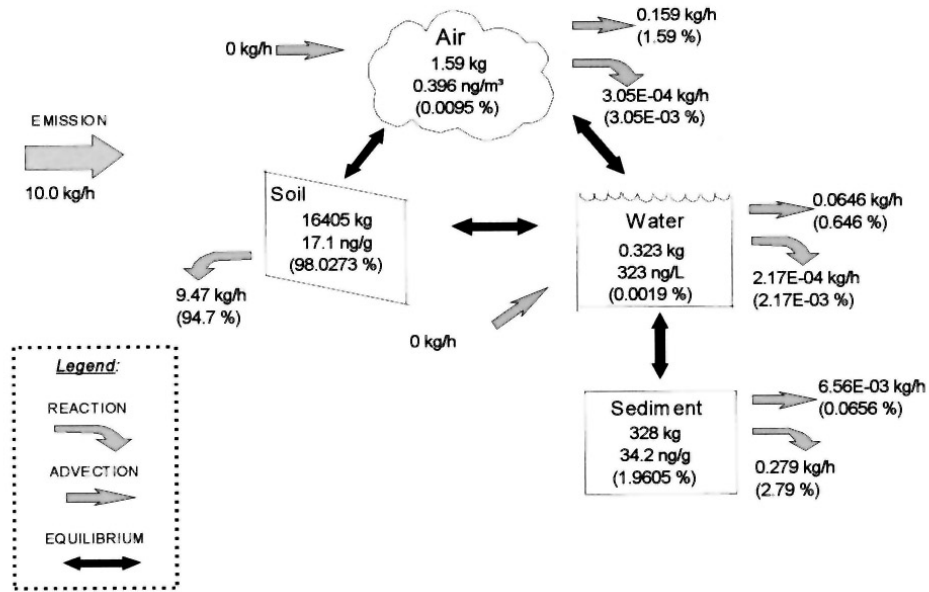 0.159 kg/h
(1.59 %)
0 kg/h
Air
1.59 kg
0.396 ng/m³
(0.0095 %)
3.05E-04 kg/h
(3.05E-03 %)
EMISSION
10.0 kg/h
Soil
16405 kg
17.1 ng/g
(98.0273 %)
Water
0.323 kg
323 ng/L
(0.0019 %)
0.0646 kg/h
(0.646 %)
2.17E-04 kg/h
(2.17E-03 %)
9.47 kg/h
(94.7 %)
0 kg/h
Legend:
REACTION
ADVECTION
EQUILIBRIUM
Sediment
328 kg
34.2 ng/g
(1.9605 %)
6.56E-03 kg/h
(0.0656 %)
0.279 kg/h
(2.79 %)